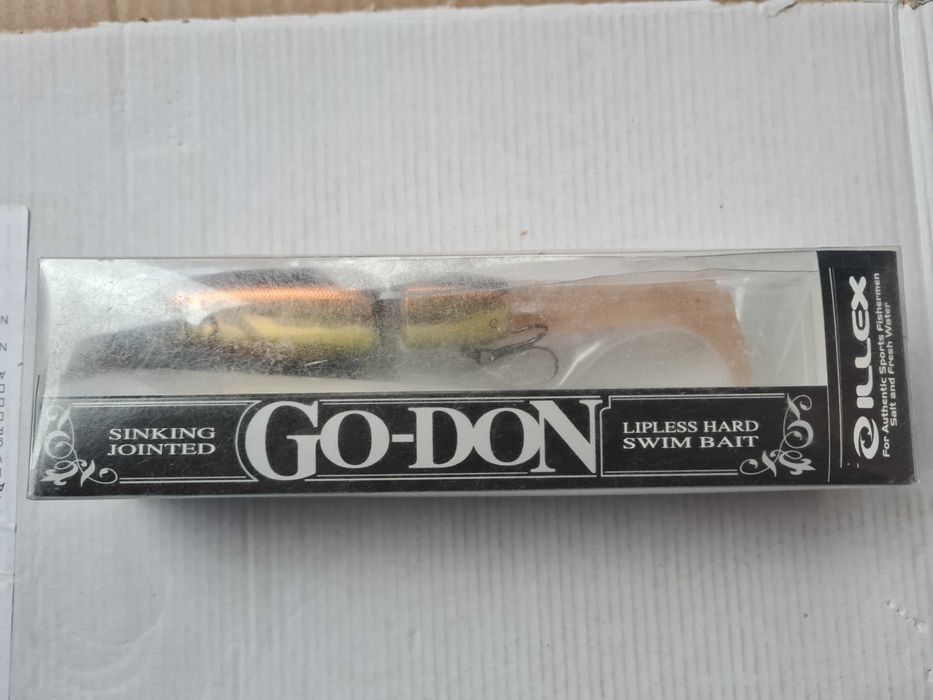 SINKING
JOINTED
GO-DON
LIPLESS HARD
SWIM BAIT
ILLEX
For Authentic Sports Fishermen
Salt and Fresh Water